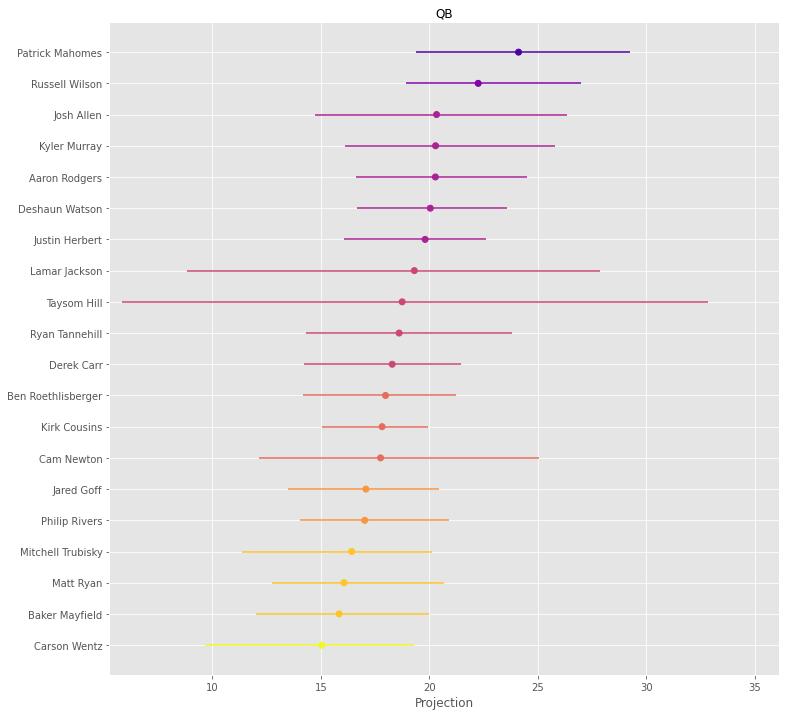 QB
Patrick Mahomes
Russell Wilson
Josh Allen
Kyler Murray
Aaron Rodgers
Deshaun Watson
Justin Herbert
Lamar Jackson
Taysom Hill
Ryan Tannehill
Derek Carr
Ben Roethlisberger
Kirk Cousins
Cam Newton
Jared Goff
Philip Rivers
Mitchell Trubisky
Matt Ryan
Baker Mayfield
Carson Wentz
10 15 20 25 30 35
Projection